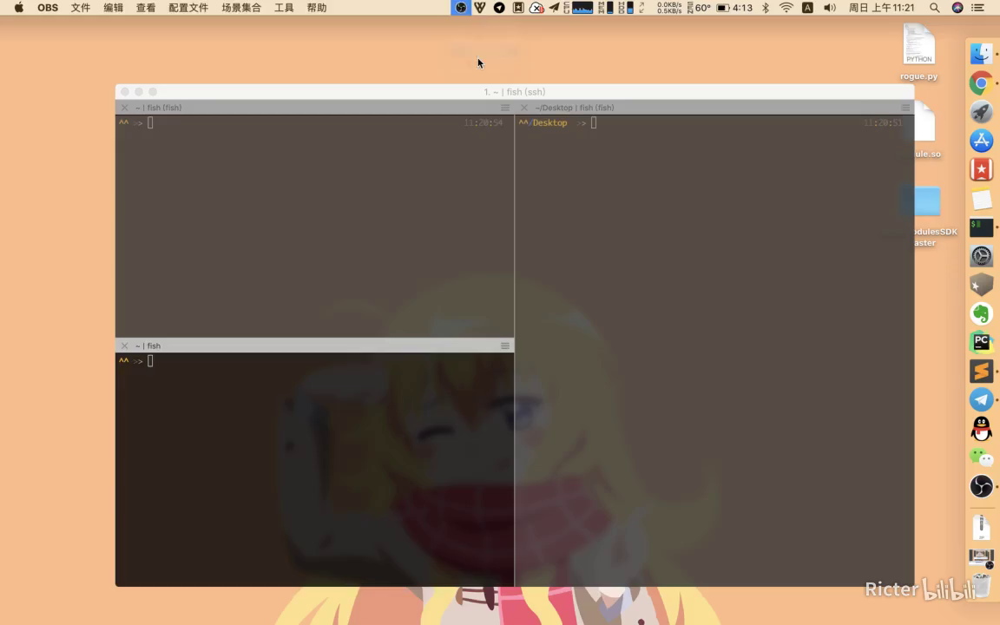 OBS 文件 编辑 查看 配置文件 场景集合 工具 帮助
0.0KB/s
0.5KB/s
60° 4:13 A 周日 上午11:21
PYTHON
rogue.py
1. ~ | fish (ssh)
~ | fish (fish)
~/Desktop | fish (fish)
^^ >> 11:20:54
^^/Desktop >> 11:20:51
ule.so
odulesSDK
aster
~ | fish
^^ >>
PC
Ricter bilibili